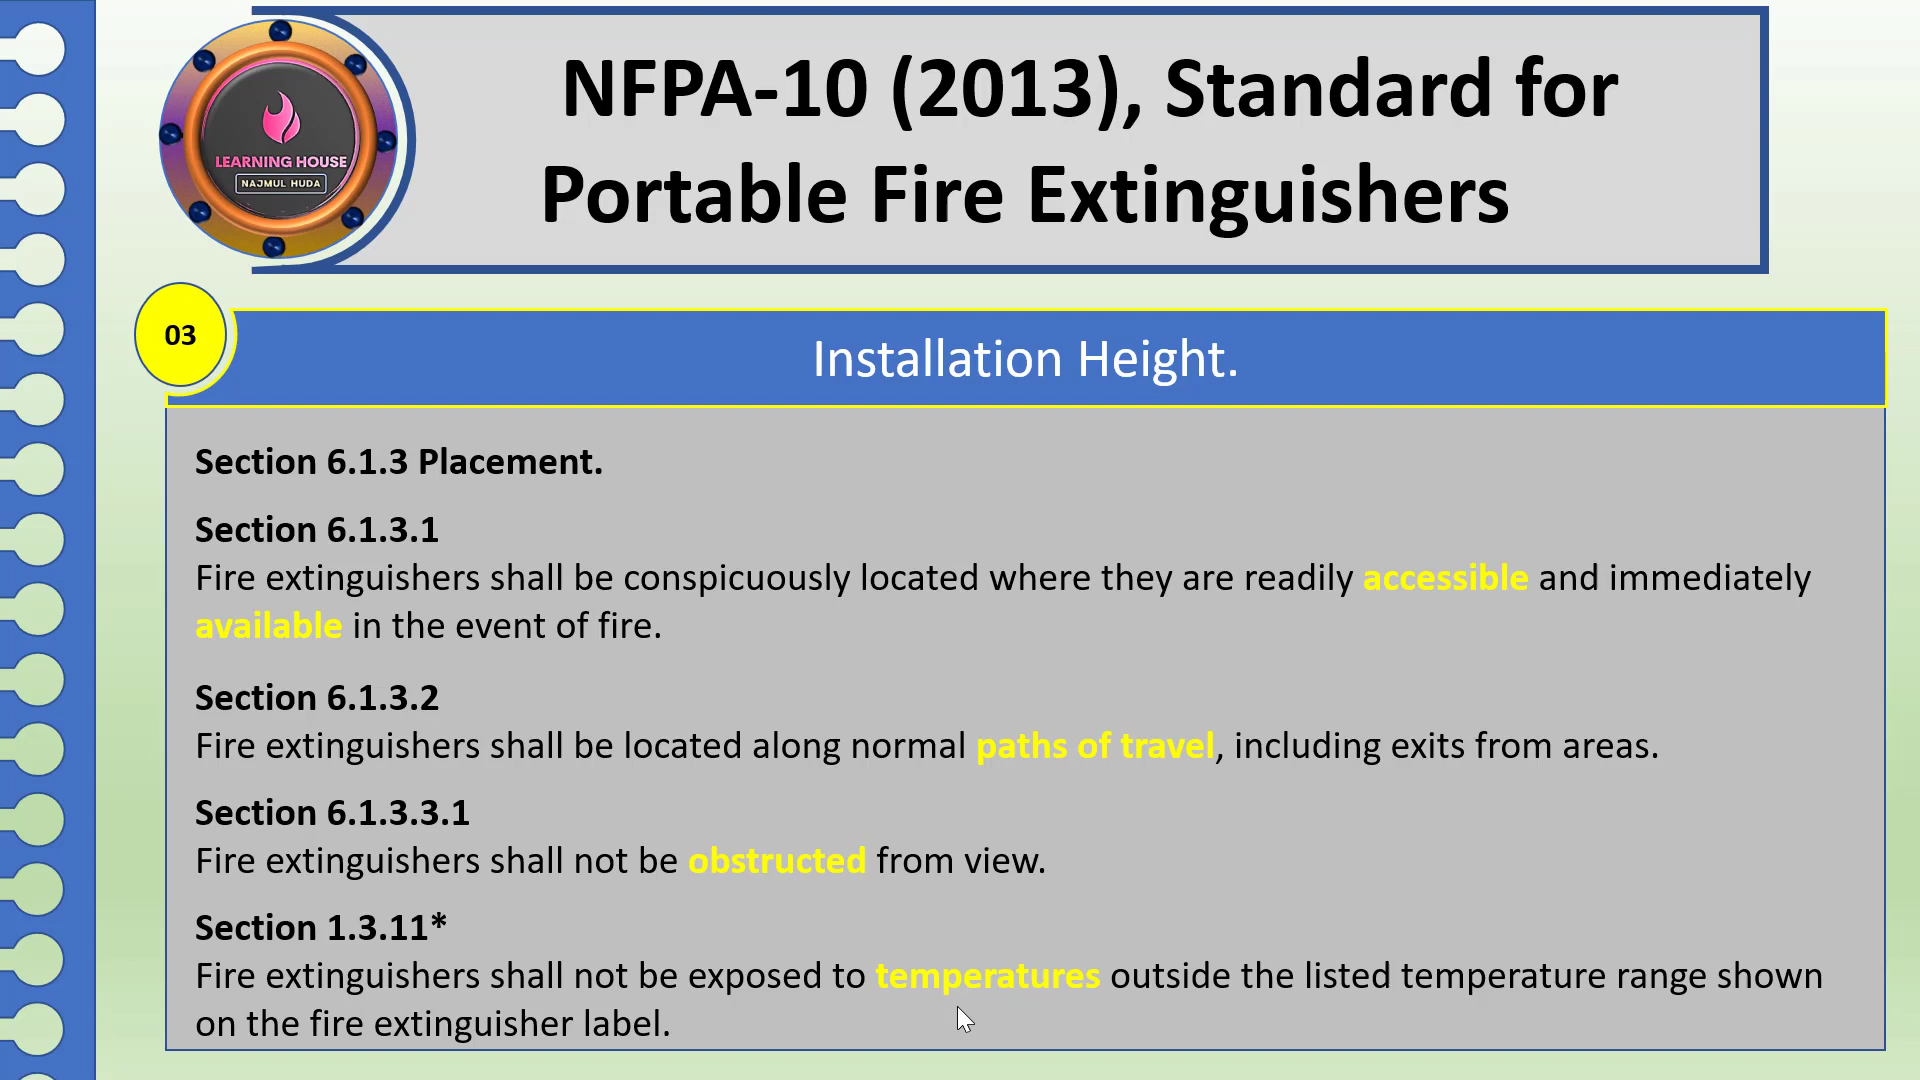 NFPA-10 (2013), Standard for
Portable Fire Extinguishers
LEARNING HOUSE
NAJMUL HUDA
03
Installation Height.
Section 6.1.3 Placement.
Section 6.1.3.1
Fire extinguishers shall be conspicuously located where they are readily accessible and immediately
available in the event of fire.
Section 6.1.3.2
Fire extinguishers shall be located along normal paths of travel, including exits from areas.
Section 6.1.3.3.1
Fire extinguishers shall not be obstructed from view.
Section 1.3.11*
Fire extinguishers shall not be exposed to temperatures outside the listed temperature range shown
on the fire extinguisher label.